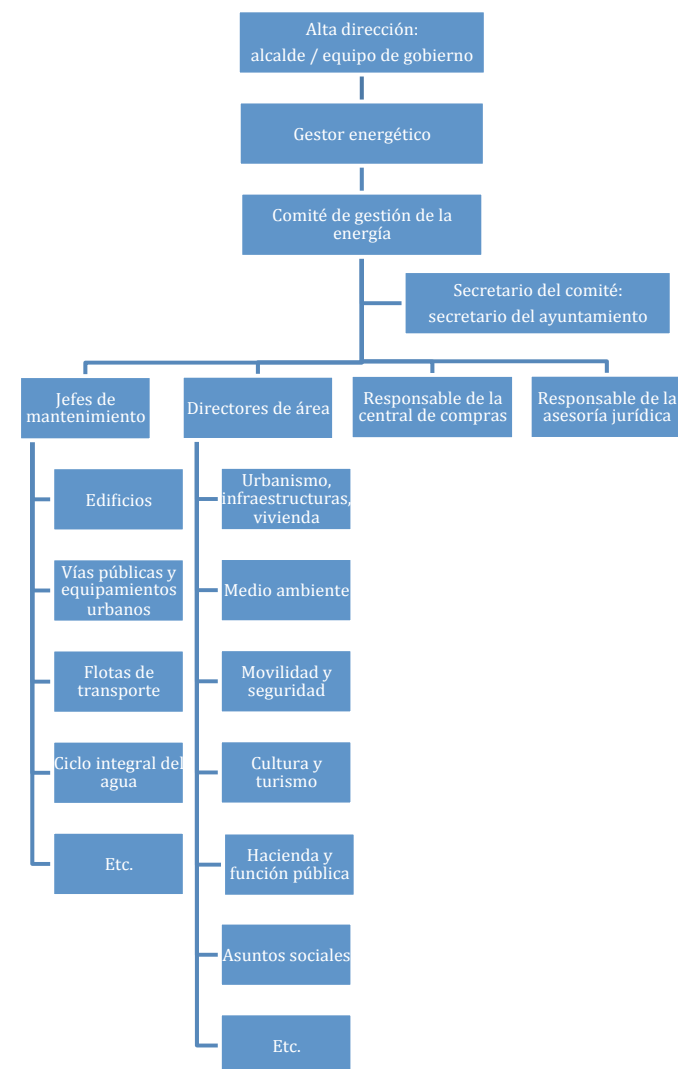 Alta dirección:
alcalde / equipo de gobierno
Gestor energético
Comité de gestión de la
energía
Secretario del comité:
secretario del ayuntamiento
Jefes de
mantenimiento
Directores de área
Responsable de la
central de compras
Responsable de la
asesoría jurídica
Edificios
Vías públicas y
equipamientos
urbanos
Flotas de
transporte
Ciclo integral del
agua
Etc.
Urbanismo,
infraestructuras,
vivienda
Medio ambiente
Movilidad y
seguridad
Cultura y
turismo
Hacienda y
función pública
Asuntos sociales
Etc.